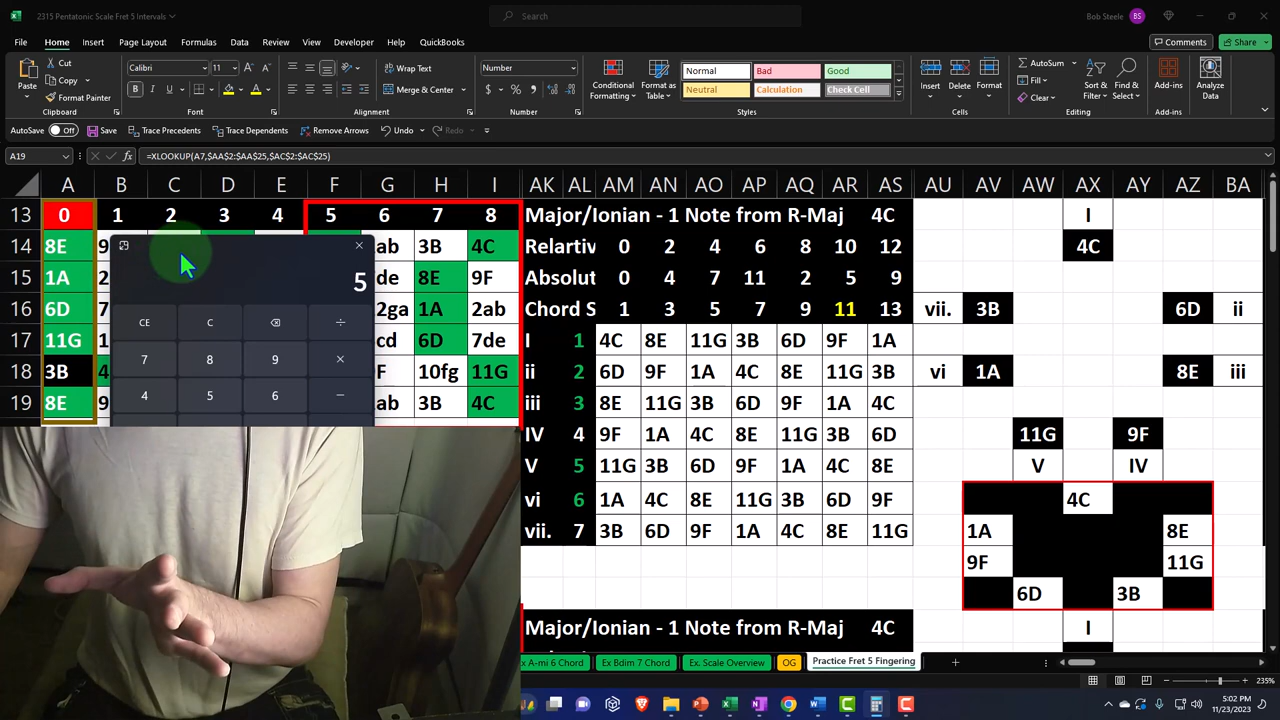 2315 Pentatonic Scale Fret 5 Intervals
Search
Bob Steele BS
File Home Insert Page Layout Formulas Data Review View Developer Help QuickBooks Comments Share
Cut
Copy
Format Painter
Paste
Clipboard
Calibri 11
B I U
Font
Wrap Text
Merge & Center
Alignment
Number
$ % ,
Number
Conditional Formatting
Format as Table
Normal Bad Good
Neutral Calculation Check Cell
Styles
Insert Delete Format
Cells
AutoSum
Fill
Clear
Sort & Filter
Find & Select
Editing
Add-ins
Add-ins
Analyze Data
AutoSave Off Save Trace Precedents Trace Dependents Remove Arrows Undo Redo
A19 fx =XLOOKUP(A7,$AA$2:$AA$25,$AC$2:$AC$25)
A B C D E F G H I AK AL AM AN AO AP AQ AR AS AU AV AW AX AY AZ BA
13 0 1 2 3 4 5 6 7 8 Major/Ionian - 1 Note from R-Maj 4C I
14 8E 9 ab 3B 4C Relartiv 0 2 4 6 8 10 12 4C
15 1A 2 de 8E 9F Absolut 0 4 7 11 2 5 9
16 6D 7 2ga 1A 2ab Chord S 1 3 5 7 9 11 13 vii. 3B 6D ii
17 11G 1 cd 6D 7de I 1 4C 8E 11G 3B 6D 9F 1A
18 3B 4 F 10fg 11G ii 2 6D 9F 1A 4C 8E 11G 3B vi 1A 8E iii
19 8E 9 ab 3B 4C iii 3 8E 11G 3B 6D 9F 1A 4C
IV 4 9F 1A 4C 8E 11G 3B 6D 11G 9F
V 5 11G 3B 6D 9F 1A 4C 8E V IV
vi 6 1A 4C 8E 11G 3B 6D 9F 4C
vii. 7 3B 6D 9F 1A 4C 8E 11G 1A 8E
9F 11G
6D 3B
Major/Ionian - 1 Note from R-Maj 4C I
5
CE C ÷
7 8 9 ×
4 5 6 −
Ex A-mi 6 Chord Ex Bdim 7 Chord Ex. Scale Overview OG Practice Fret 5 Fingering
235%
5:02 PM
11/23/2023